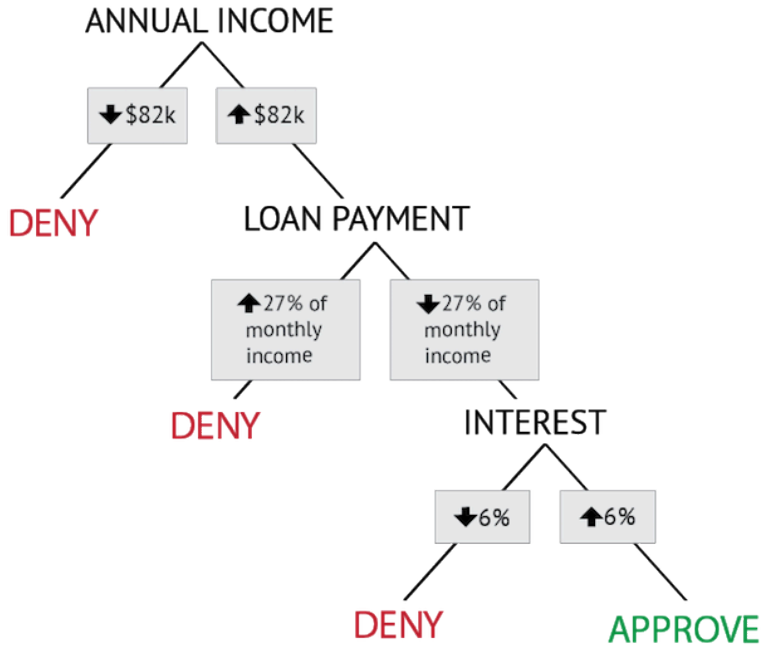 ANNUAL INCOME
⬇$82k
⬆$82k
DENY
LOAN PAYMENT
⬆27% of
monthly
income
⬇27% of
monthly
income
DENY
INTEREST
⬇6%
⬆6%
DENY
APPROVE